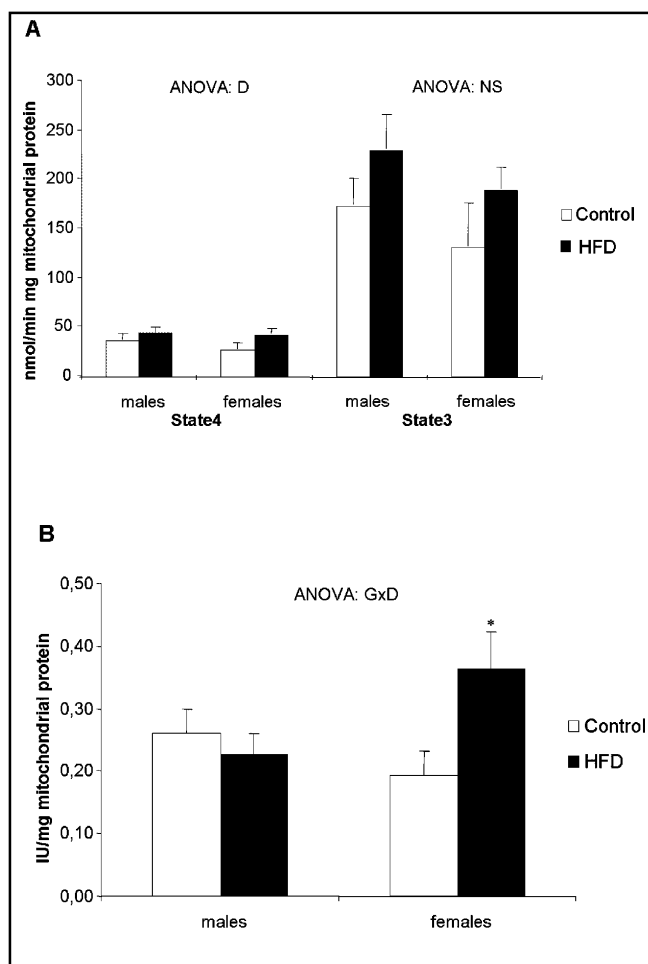 A
ANOVA: D
ANOVA: NS
nmol/min mg mitochondrial protein
300
250
200
150
100
50
0
males
females
males
females
State4
State3
Control
HFD
B
ANOVA: GxD
IU/mg mitochondrial protein
0,50
0,40
0,30
0,20
0,10
0,00
*
males
females
Control
HFD